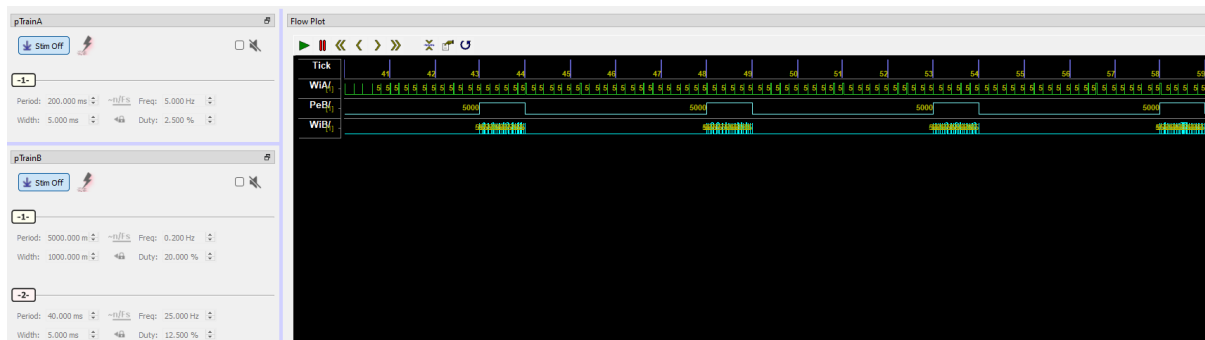 pTrainA
Stim Off
-1-
Period: 200.000 ms -n/Fs Freq: 5.000 Hz
Width: 5.000 ms Duty: 2.500 %
pTrainB
Stim Off
-1-
Period: 5000.000 m -n/Fs Freq: 0.200 Hz
Width: 1000.000 m Duty: 20.000 %
-2-
Period: 40.000 ms -n/Fs Freq: 25.000 Hz
Width: 5.000 ms Duty: 12.500 %
Flow Plot
Tick 41 42 43 44 45 46 47 48 49 50 51 52 53 54 55 56 57 58 59
WiA/
PeB/ 5000 5000 5000 5000
WiB/